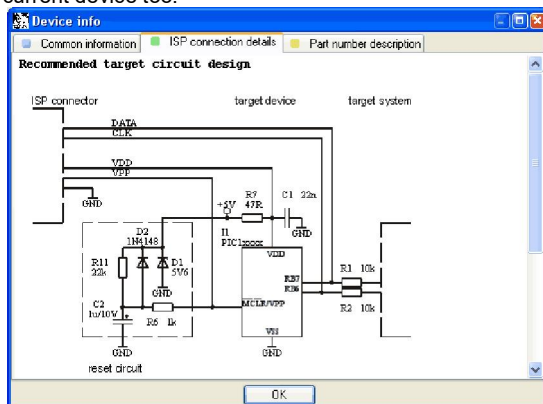 current device too.
Device info
Common information ISP connection details Part number description
Recommended target circuit design
ISP connector target device target system
DATA
CLK
VDD
VPP
GND
+5V
R7
47R
C1 22n
GND
D2
1N4148
I1
PIC1xxxx
VDD
R11
22k
D1
5V6
GND
RB7
RB6
R1 10k
R2 10k
C2
1u/10V
+
R6 1k
MCLR/VPP
VSS
GND
GND
reset circuit
OK